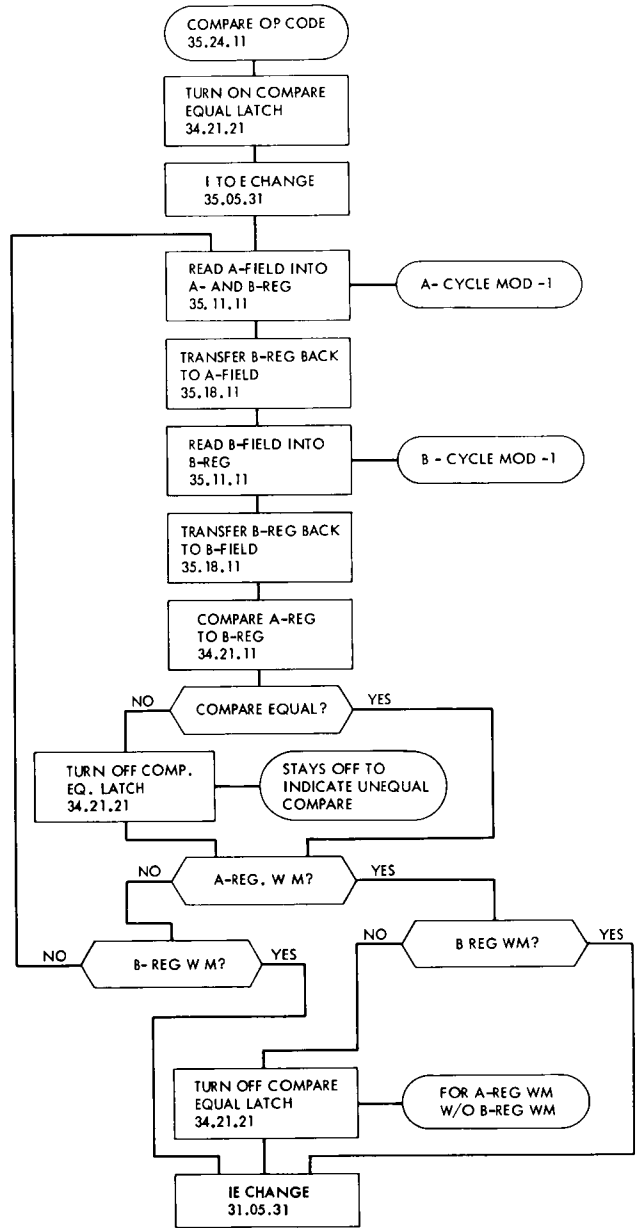 COMPARE OP CODE
35.24.11
TURN ON COMPARE
EQUAL LATCH
34.21.21
I TO E CHANGE
35.05.31
READ A-FIELD INTO
A- AND B-REG
35.11.11
A- CYCLE MOD -1
TRANSFER B-REG BACK
TO A-FIELD
35.18.11
READ B-FIELD INTO
B-REG
35.11.11
B - CYCLE MOD -1
TRANSFER B-REG BACK
TO B-FIELD
35.18.11
COMPARE A-REG
TO B-REG
34.21.11
NO
COMPARE EQUAL?
YES
TURN OFF COMP.
EQ. LATCH
34.21.21
STAYS OFF TO
INDICATE UNEQUAL
COMPARE
NO
A-REG. W M?
YES
NO
B- REG W M?
YES
NO
B REG WM?
YES
TURN OFF COMPARE
EQUAL LATCH
34.21.21
FOR A-REG WM
W/O B-REG WM
IE CHANGE
31.05.31